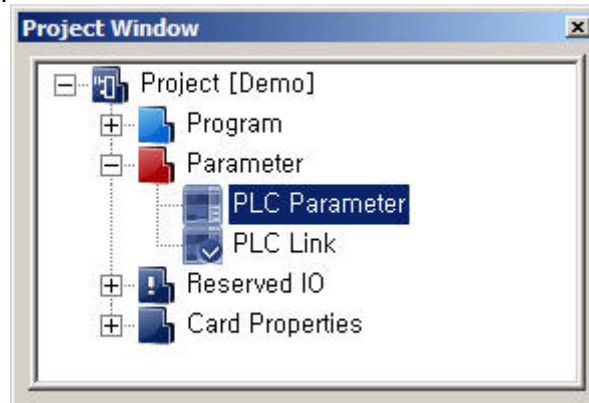 Project Window
Project [Demo]
Program
Parameter
PLC Parameter
PLC Link
Reserved IO
Card Properties